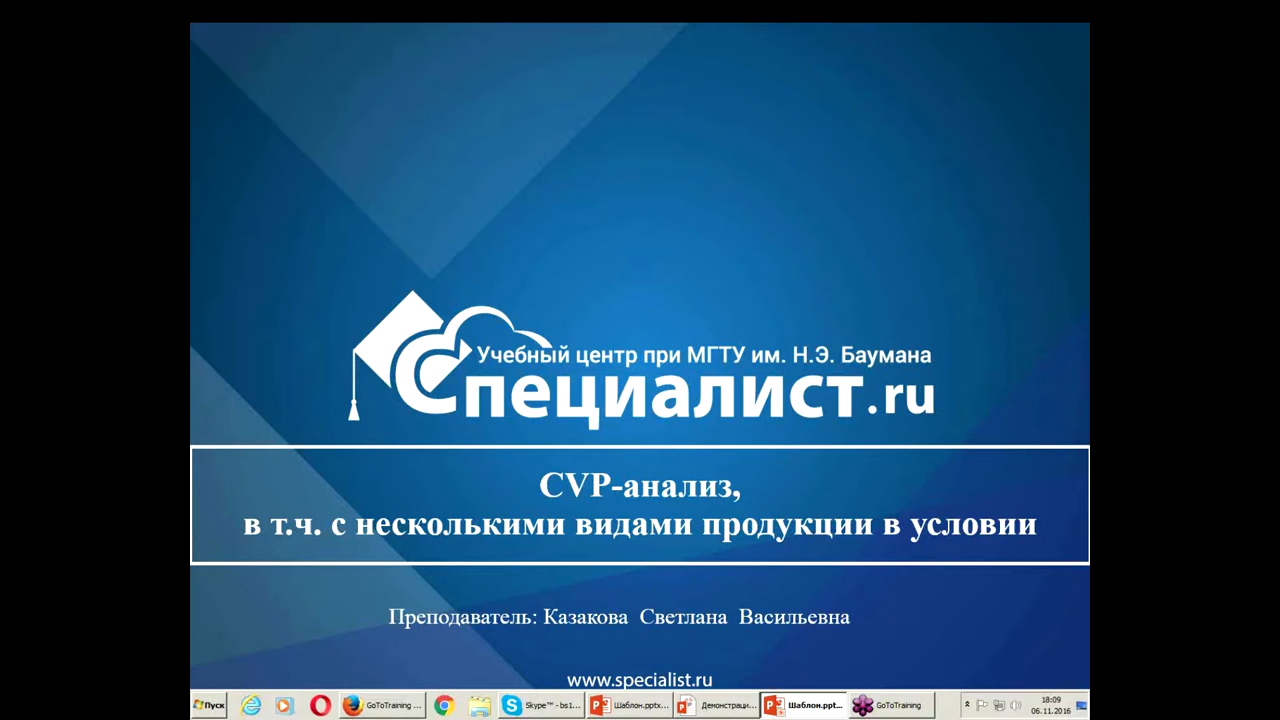 Учебный центр при МГТУ им. Н.Э. Баумана
Специалист.ru
CVP-анализ,
в т.ч. с несколькими видами продукции в условии
Преподаватель: Казакова Светлана Васильевна
www.specialist.ru
Пуск
GoToTraining ...
Skype™ - bs1...
Шаблон.pptx...
Демонстраци...
Шаблон.ppt...
GoToTraining
18:09
06.11.2016